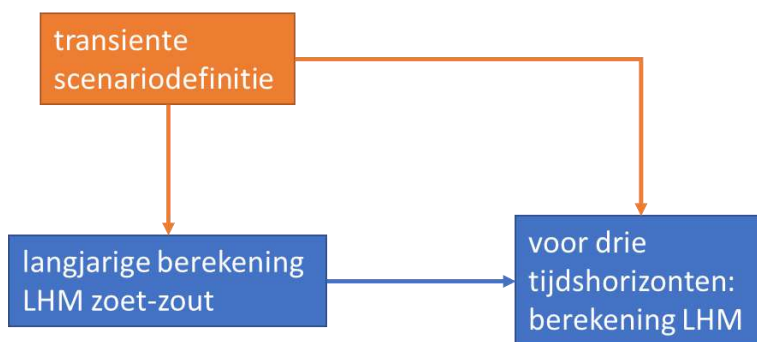 transiente
scenariodefinitie
langjarige berekening
LHM zoet-zout
voor drie
tijdshorizonten:
berekening LHM